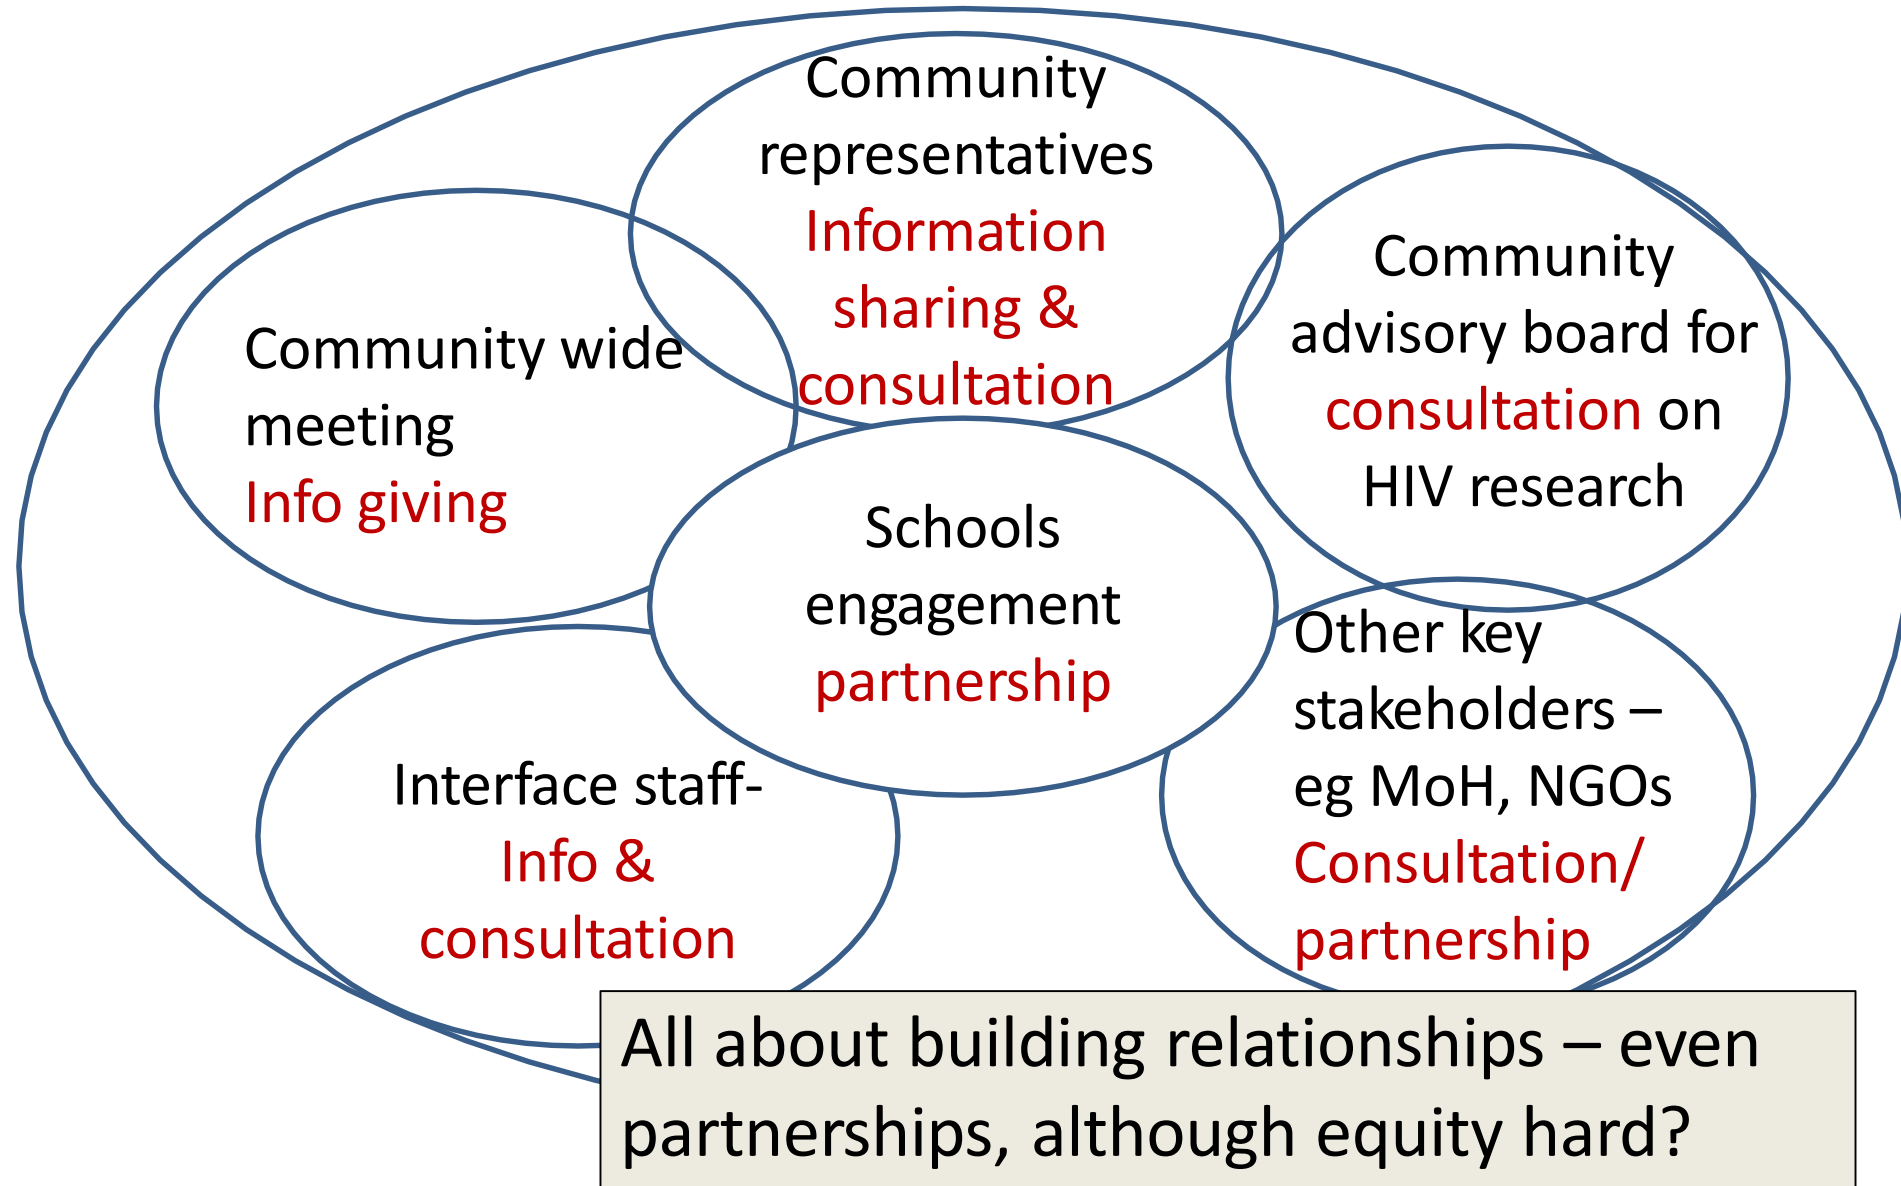 Community
representatives
Information
sharing &
consultation
Community wide
meeting
Info giving
Community
advisory board for
consultation on
HIV research
Schools
engagement
partnership
Interface staff-
Info &
consultation
Other key
stakeholders –
eg MoH, NGOs
Consultation/
partnership
All about building relationships – even
partnerships, although equity hard?